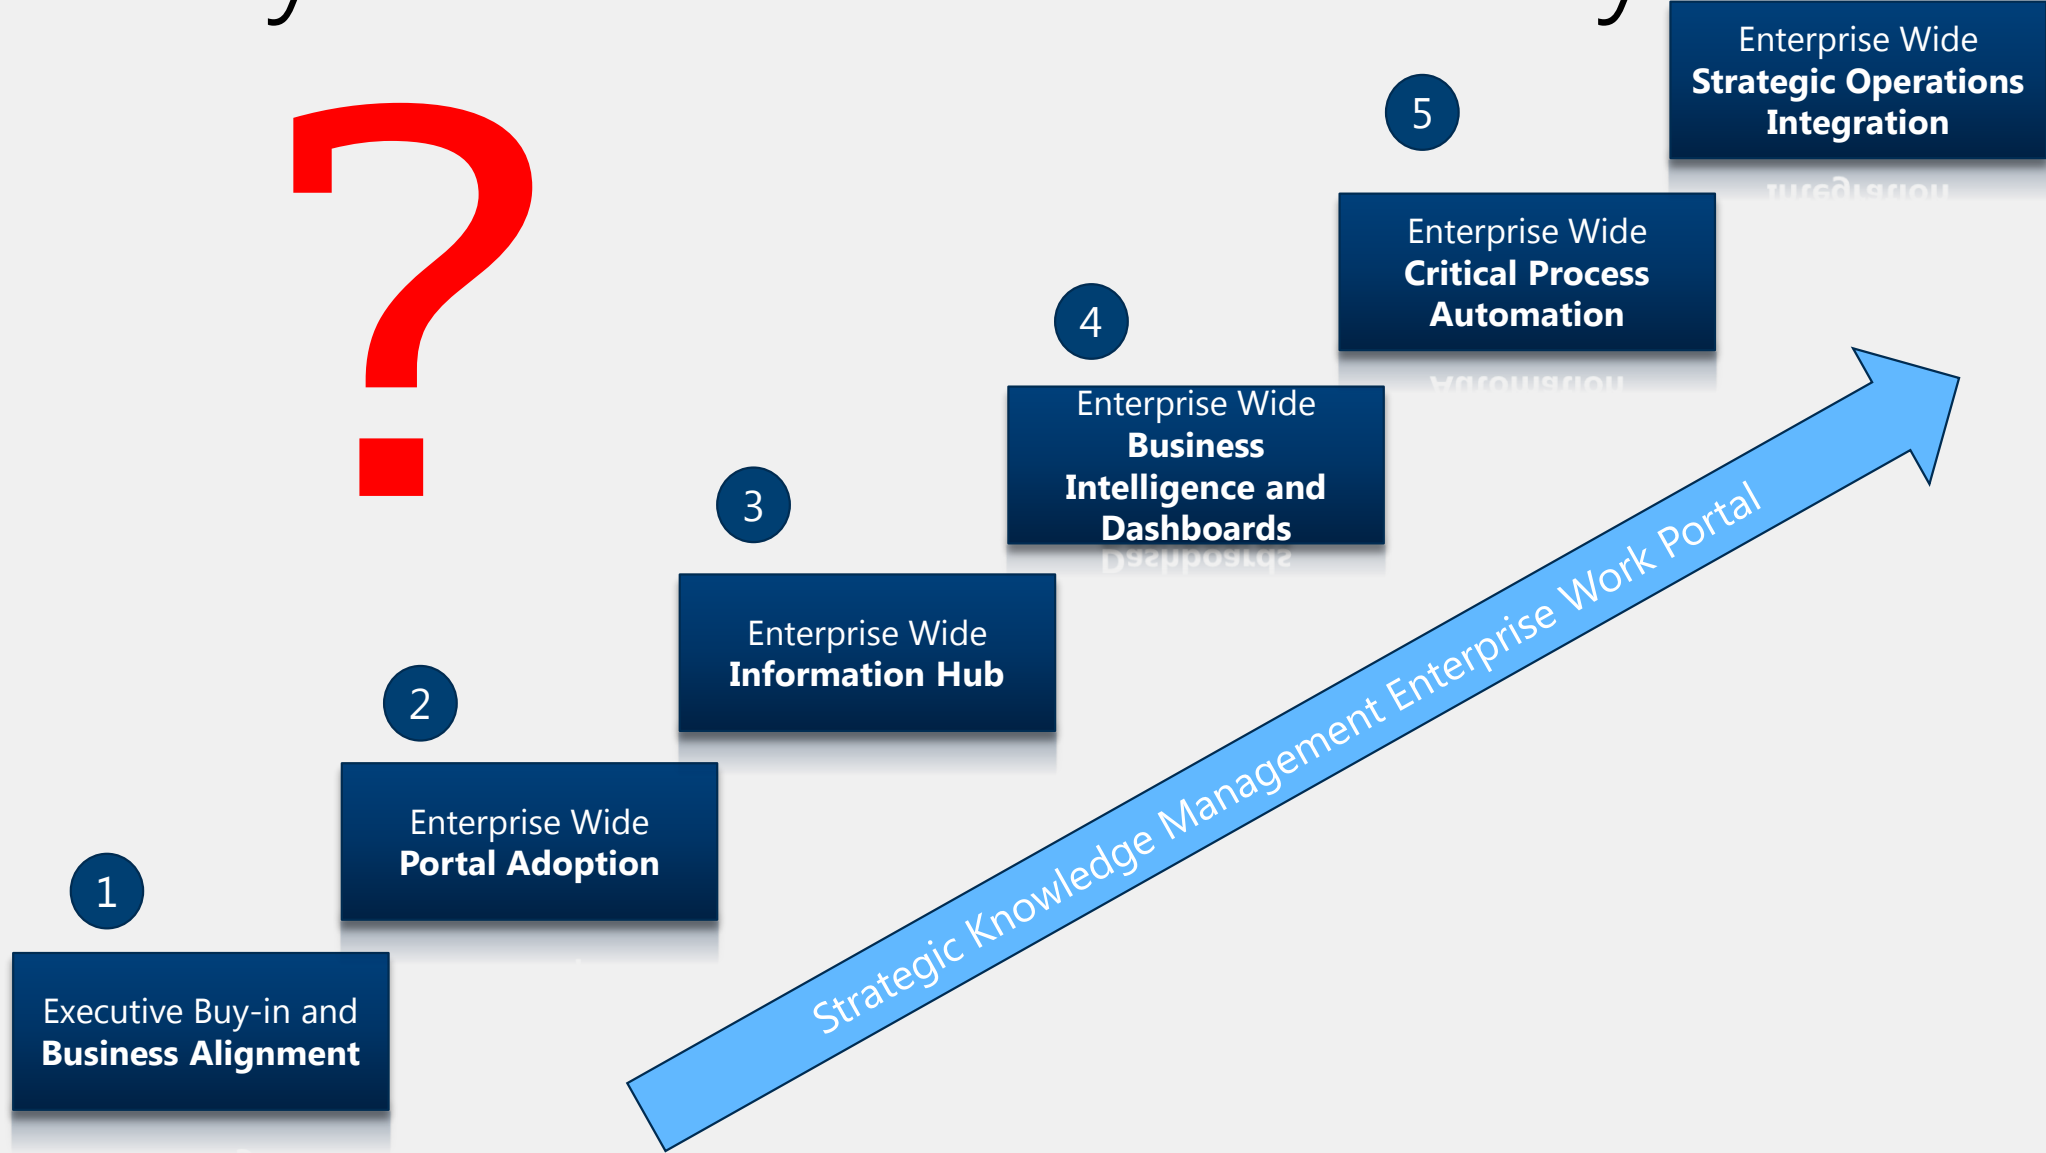 Enterprise Wide
Strategic Operations
Integration
5
Enterprise Wide
Critical Process
Automation
?
4
Enterprise Wide
Business
Intelligence and
Dashboards
3
Enterprise Wide
Information Hub
2
Enterprise Wide
Portal Adoption
1
Executive Buy-in and
Business Alignment
Strategic Knowledge Management Enterprise Work Portal